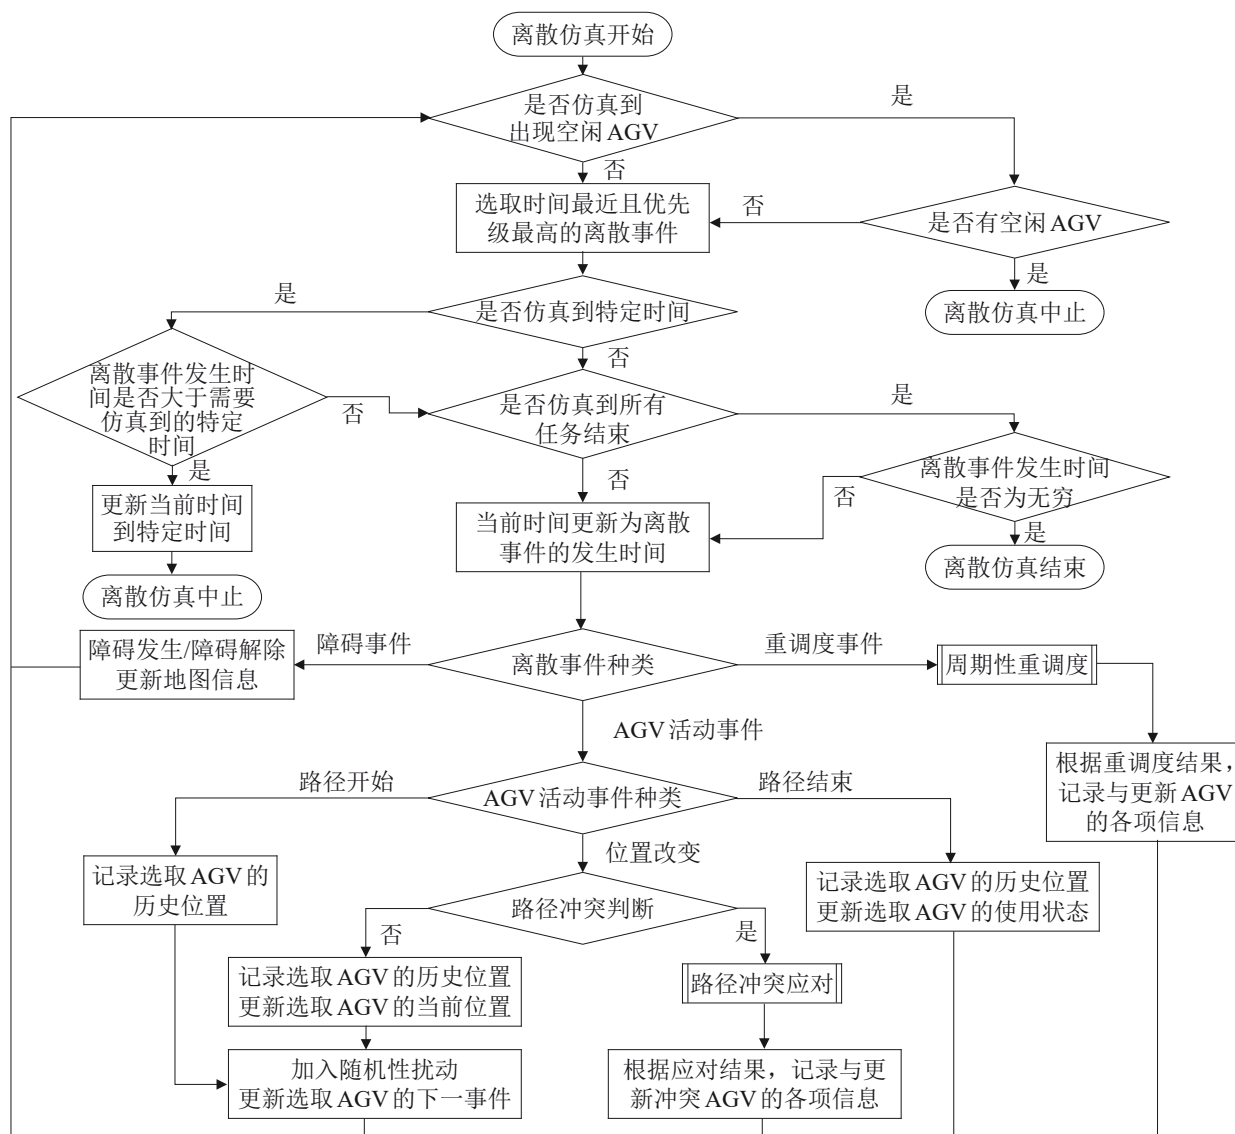 离散仿真开始
是否仿真到
出现空闲AGV
是
否
选取时间最近且优先
级最高的离散事件
否
是否有空闲AGV
是
离散仿真中止
是
是否仿真到特定时间
否
离散事件发生时
间是否大于需要
仿真到的特定
时间
否
是
是否仿真到所有
任务结束
是
否
离散事件发生时间
是否为无穷
否
是
更新当前时间
到特定时间
当前时间更新为离散
事件的发生时间
离散仿真结束
离散仿真中止
障碍发生/障碍解除
更新地图信息
障碍事件
离散事件种类
重调度事件
周期性重调度
AGV活动事件
根据重调度结果，
记录与更新AGV
的各项信息
路径开始
AGV活动事件种类
路径结束
位置改变
记录选取AGV的
历史位置
路径冲突判断
记录选取AGV的历史位置
更新选取AGV的使用状态
否
是
记录选取AGV的历史位置
更新选取AGV的当前位置
路径冲突应对
加入随机性扰动
更新选取AGV的下一事件
根据应对结果，记录与更
新冲突AGV的各项信息